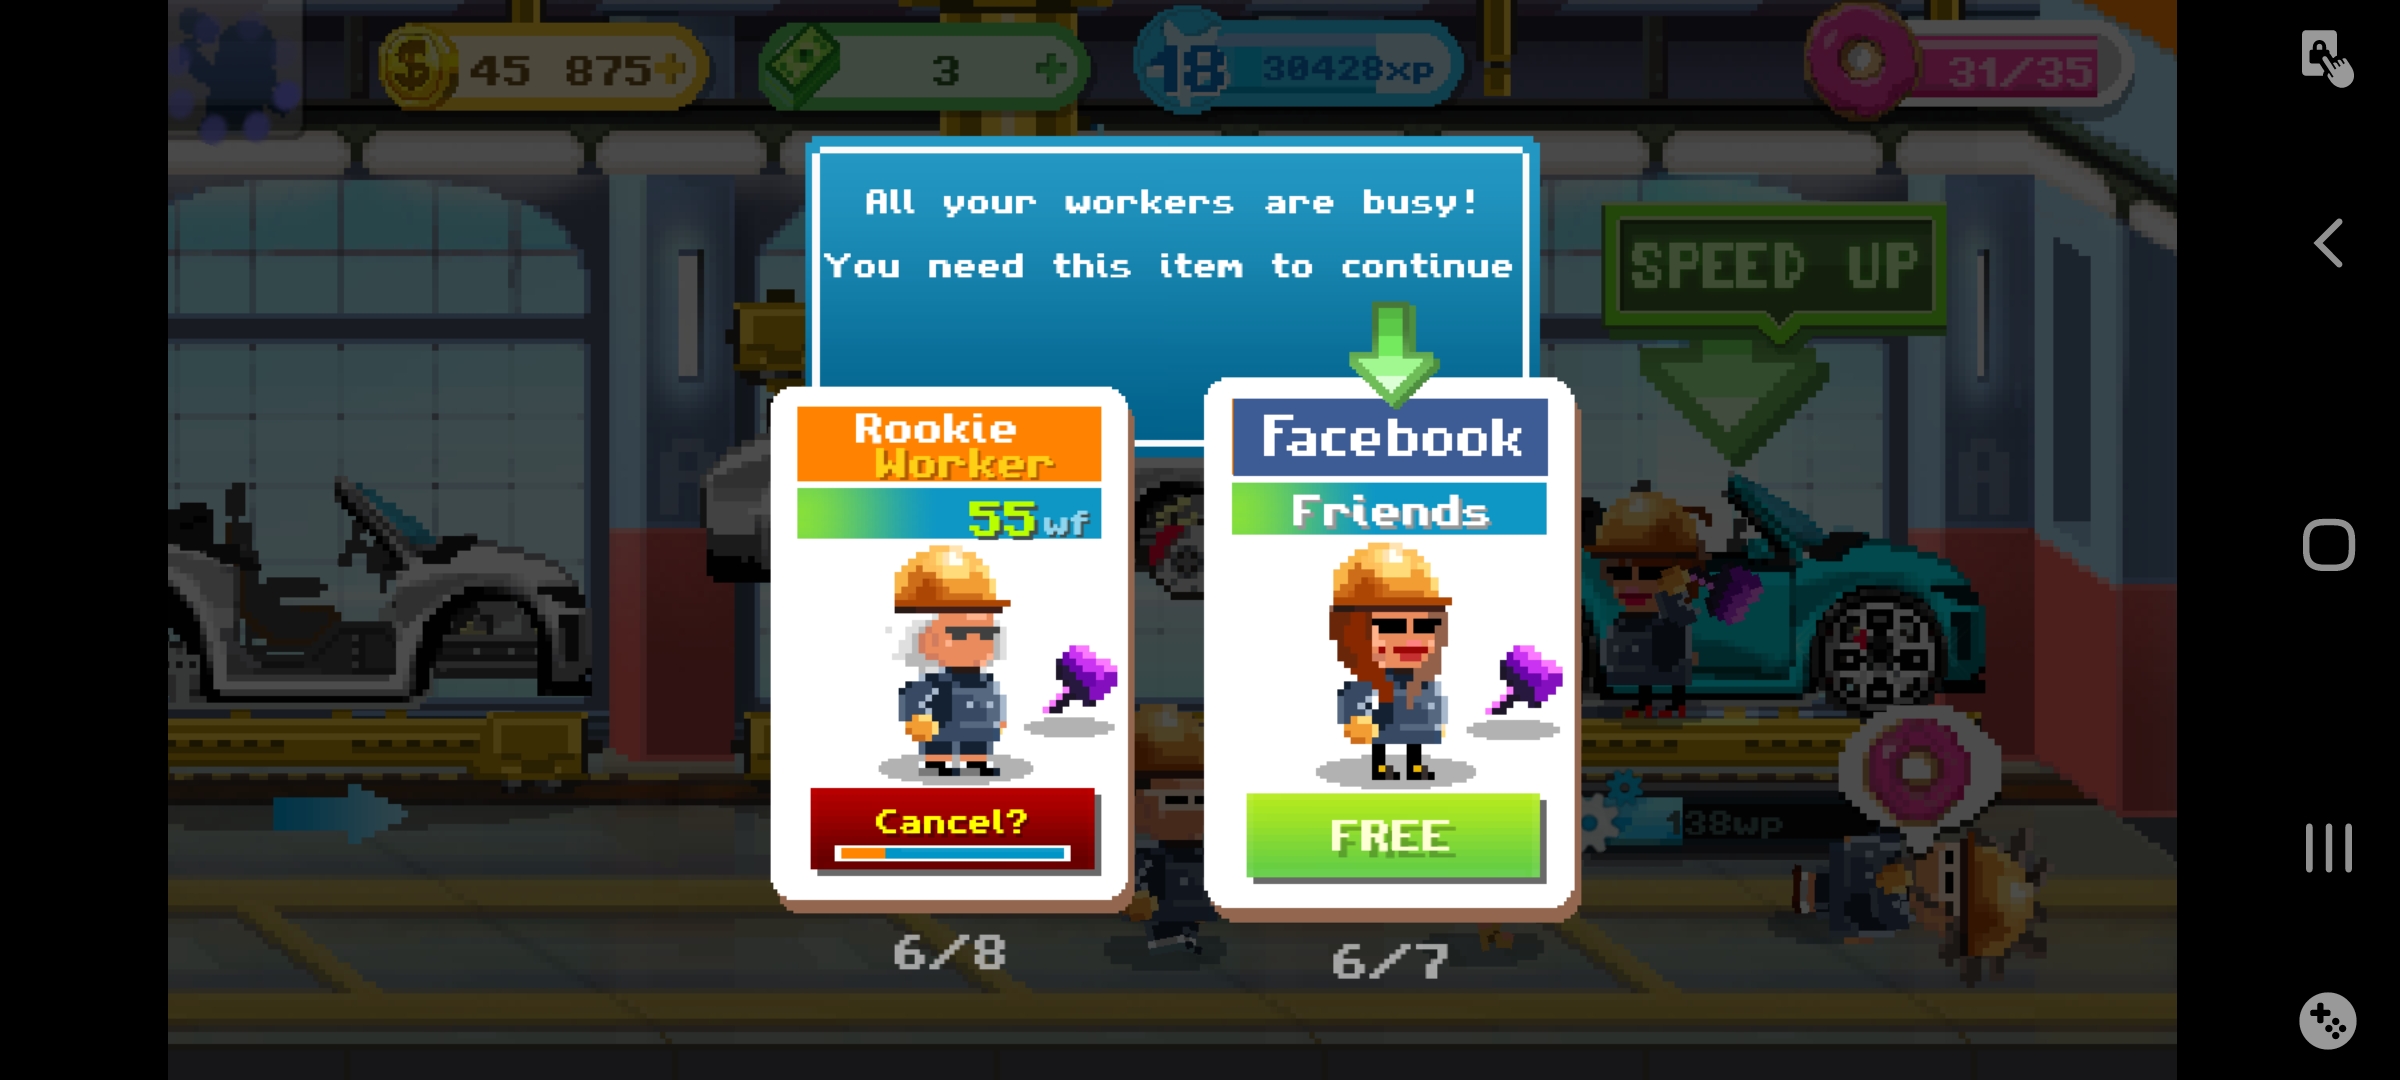 45 875
3
18
30428xp
31/35
All your workers are busy!
You need this item to continue
SPEED UP
Rookie
Worker
55wf
Cancel?
6/8
Facebook
Friends
FREE
6/7
138wp